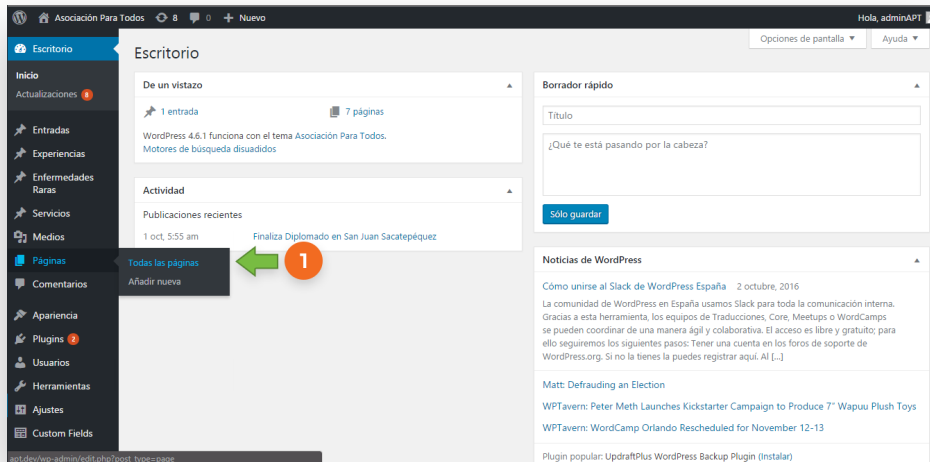 Asociación Para Todos 8 0 + Nuevo Hola, adminAPT
Opciones de pantalla ▼ Ayuda ▼
Escritorio
Inicio
Actualizaciones 8
Entradas
Experiencias
Enfermedades
Raras
Servicios
Medios
Páginas
Todas las páginas
Añadir nueva
1
Comentarios
Apariencia
Plugins 2
Usuarios
Herramientas
Ajustes
Custom Fields
apt.dev/wp-admin/edit.php?post_type=page
Escritorio
De un vistazo
1 entrada 7 páginas
WordPress 4.6.1 funciona con el tema Asociación Para Todos.
Motores de búsqueda disuadidos
Actividad
Publicaciones recientes
1 oct, 5:55 am Finaliza Diplomado en San Juan Sacatepéquez
Borrador rápido
Título
¿Qué te está pasando por la cabeza?
Sólo guardar
Noticias de WordPress
Cómo unirse al Slack de WordPress España 2 octubre, 2016
La comunidad de WordPress en España usamos Slack para toda la comunicación interna.
Gracias a esta herramienta, los equipos de Traducciones, Core, Meetups o WordCamps
se pueden coordinar de una manera ágil y colaborativa. El acceso es libre y gratuito; para
ello seguiremos los siguientes pasos: Tener una cuenta en los foros de soporte de
WordPress.org. Si no la tienes la puedes registrar aquí. Al [...]
Matt: Defrauding an Election
WPTavern: Peter Meth Launches Kickstarter Campaign to Produce 7″ Wapuu Plush Toys
WPTavern: WordCamp Orlando Rescheduled for November 12-13
Plugin popular: UpdraftPlus WordPress Backup Plugin (Instalar)